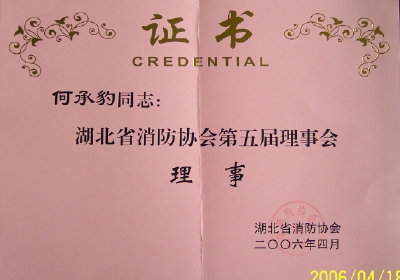 证书
CREDENTIAL
何承豹同志：
湖北省消防协会第五届理事会
理事
湖北省消防协会
二〇〇六年四月
2006/04/18